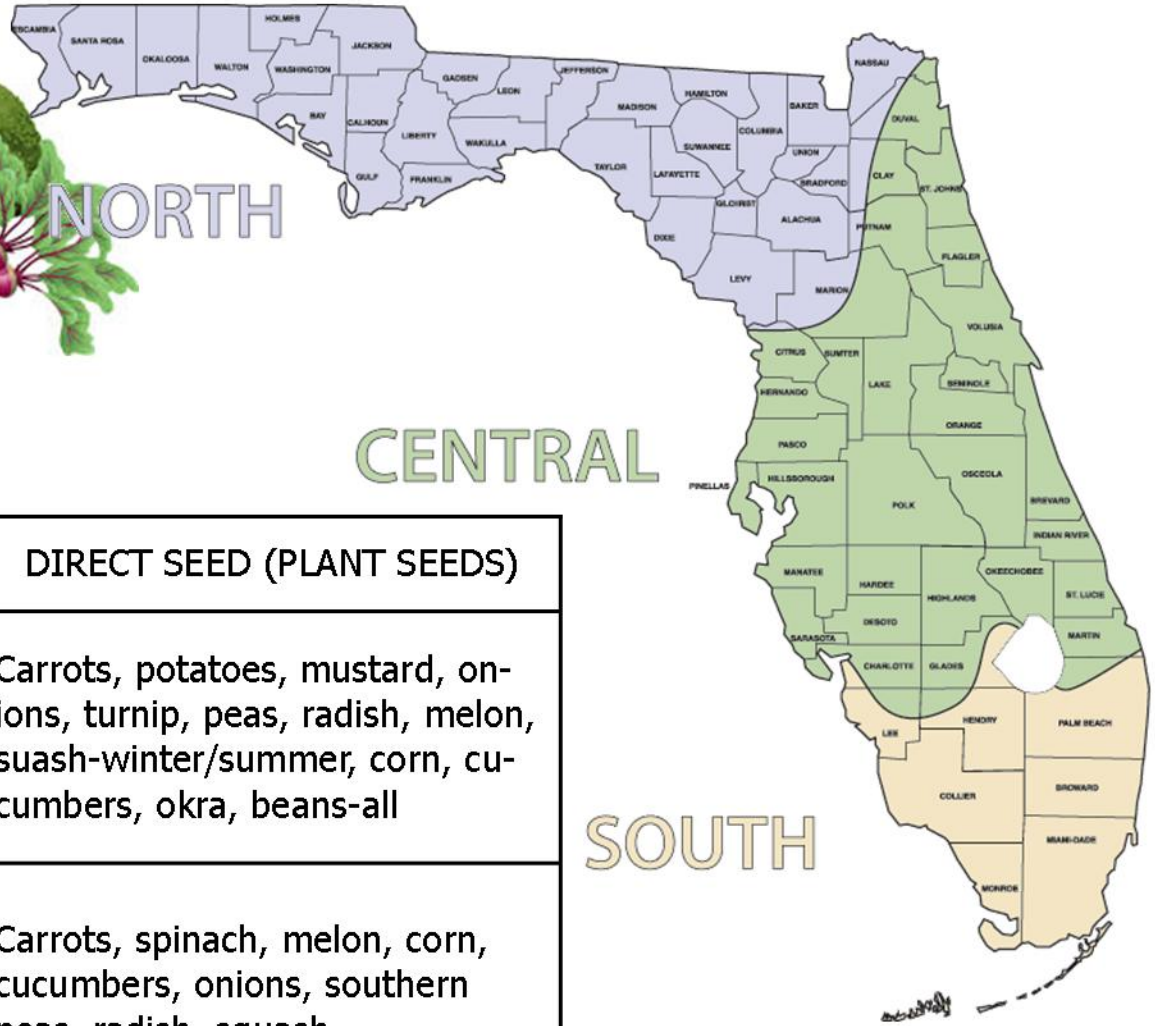 ESCAMBIA
SANTA ROSA
OKALOOSA
WALTON
HOLMES
WASHINGTON
JACKSON
BAY
CALHOUN
GULF
GADSEN
LIBERTY
FRANKLIN
LEON
WAKULLA
JEFFERSON
MADISON
TAYLOR
HAMILTON
SUWANNEE
LAFAYETTE
DIXIE
COLUMBIA
GILCHRIST
LEVY
BAKER
UNION
BRADFORD
ALACHUA
MARION
NASSAU
DUVAL
CLAY
ST. JOHNS
PUTNAM
FLAGLER
VOLUSIA
NORTH
CITRUS
SUMTER
LAKE
SEMINOLE
HERNANDO
ORANGE
PASCO
CENTRAL
PINELLAS
HILLSBOROUGH
POLK
OSCEOLA
BREVARD
INDIAN RIVER
MANATEE
HARDEE
HIGHLANDS
OKEECHOBEE
ST. LUCIE
DESOTO
SARASOTA
MARTIN
CHARLOTTE
GLADES
LEE
HENDRY
PALM BEACH
COLLIER
BROWARD
MIAMI-DADE
MONROE
SOUTH
DIRECT SEED (PLANT SEEDS)
Carrots, potatoes, mustard, on-
ions, turnip, peas, radish, melon,
suash-winter/summer, corn, cu-
cumbers, okra, beans-all
Carrots, spinach, melon, corn,
cucumbers, onions, southern
peas, radish, squash